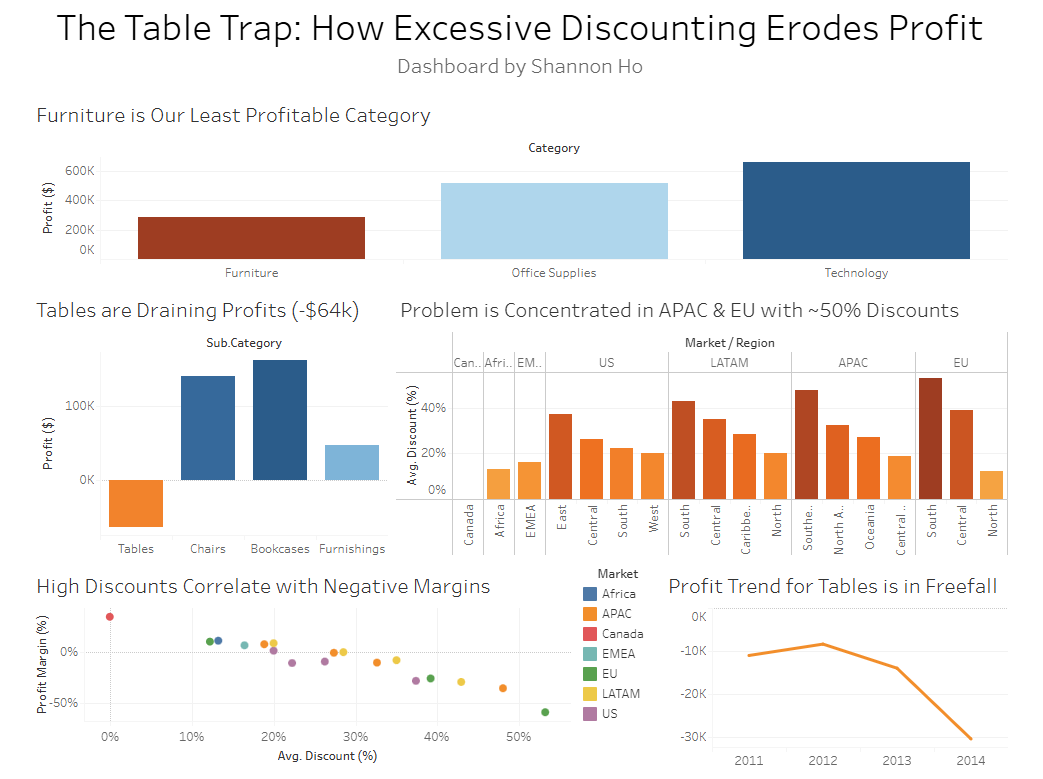 The Table Trap: How Excessive Discounting Erodes Profit
Dashboard by Shannon Ho
Furniture is Our Least Profitable Category
Category
Profit ($)
600K
400K
200K
0K
Furniture
Office Supplies
Technology
Tables are Draining Profits (-$64k)
Sub.Category
Profit ($)
100K
0K
Tables
Chairs
Bookcases
Furnishings
Problem is Concentrated in APAC & EU with ~50% Discounts
Market / Region
Can..
Afri..
EM..
US
LATAM
APAC
EU
Avg. Discount (%)
40%
20%
0%
Canada
Africa
EMEA
East
Central
South
West
South
Central
Caribbe..
North
Southe..
North A..
Oceania
Central ..
South
Central
North
High Discounts Correlate with Negative Margins
Profit Margin (%)
0%
-50%
0%
10%
20%
30%
40%
50%
Avg. Discount (%)
Market
Africa
APAC
Canada
EMEA
EU
LATAM
US
Profit Trend for Tables is in Freefall
0K
-10K
-20K
-30K
2011
2012
2013
2014